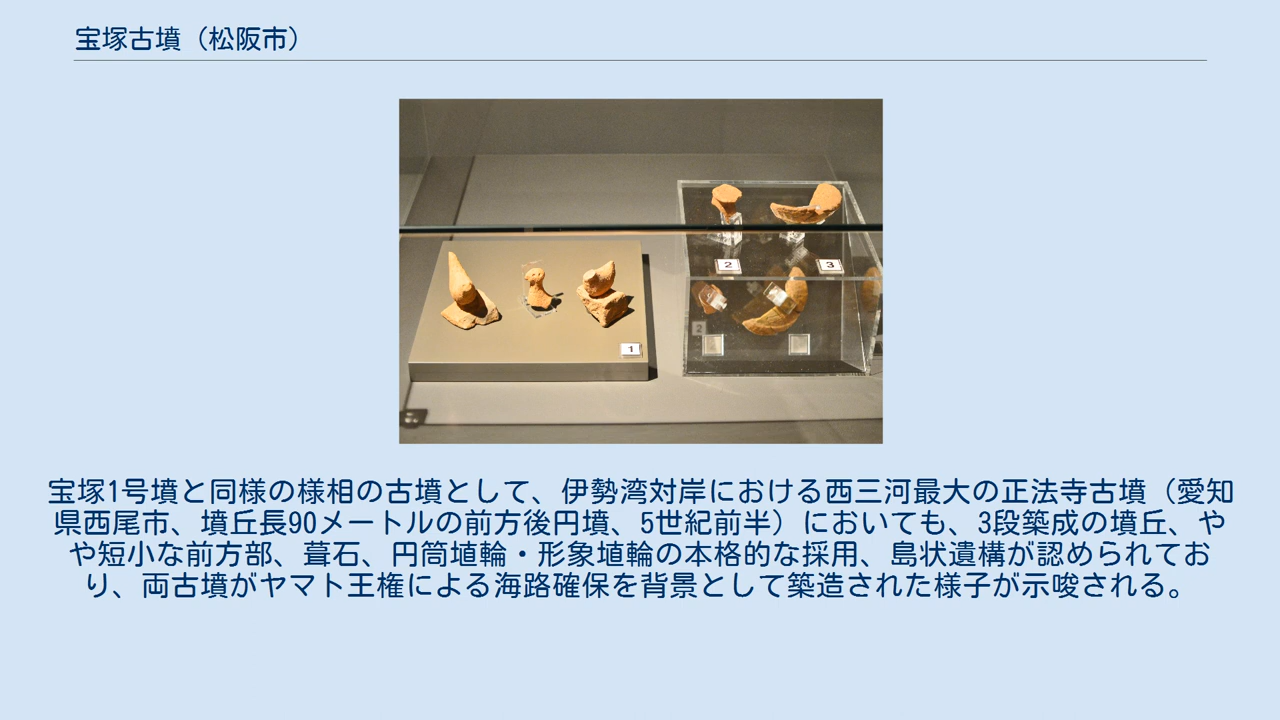 宝塚古墳（松阪市）
2
3
1
2
宝塚1号墳と同様の様相の古墳として、伊勢湾対岸における西三河最大の正法寺古墳（愛知
県西尾市、墳丘長90メートルの前方後円墳、5世紀前半）においても、3段築成の墳丘、や
や短小な前方部、葺石、円筒埴輪・形象埴輪の本格的な採用、島状遺構が認められてお
り、両古墳がヤマト王権による海路確保を背景として築造された様子が示唆される。